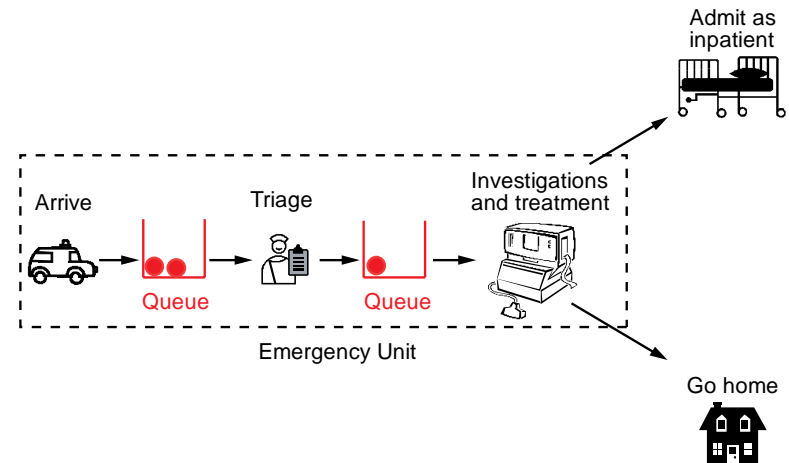 Admit as
inpatient
Arrive
Triage
Investigations
and treatment
Queue
Queue
Emergency Unit
Go home